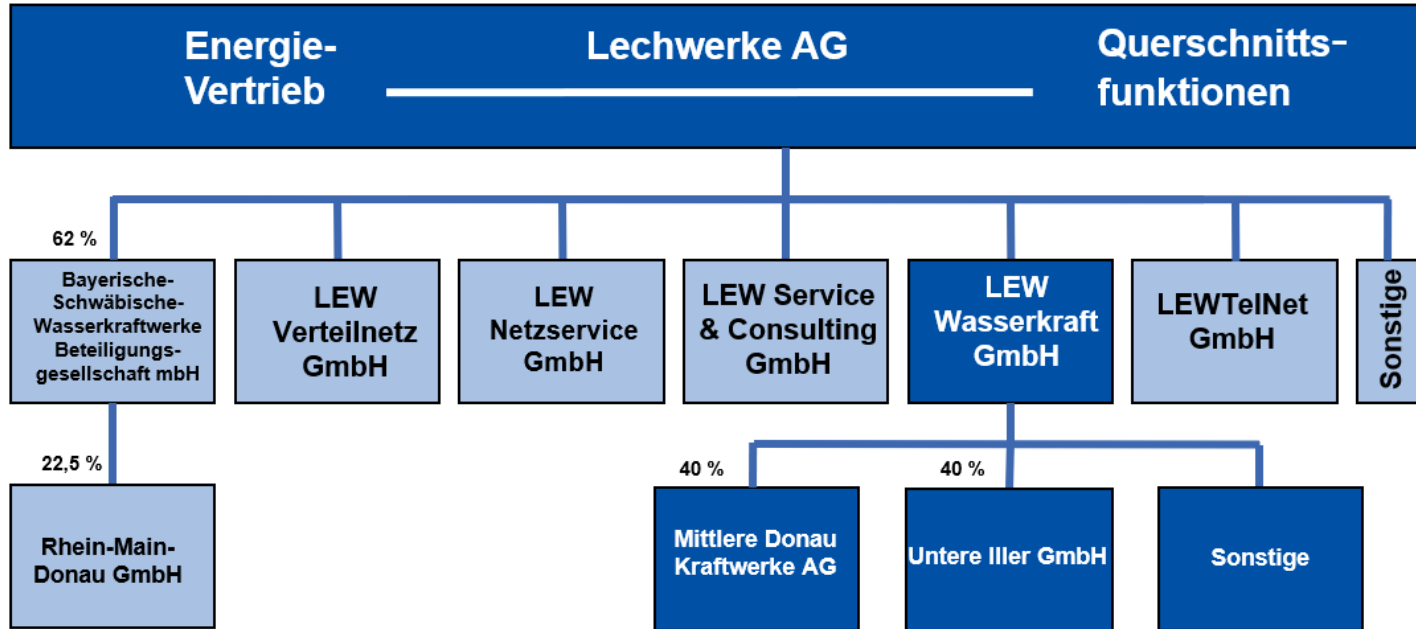 Energie-
Vertrieb
Lechwerke AG
Querschnitts-
funktionen
62 %
Bayerische-
Schwäbische-
Wasserkraftwerke
Beteiligungs-
gesellschaft mbH
LEW
Verteilnetz
GmbH
LEW
Netzservice
GmbH
LEW Service
& Consulting
GmbH
LEW
Wasserkraft
GmbH
LEWTelNet
GmbH
Sonstige
22,5 %
Rhein-Main-
Donau GmbH
40 %
Mittlere Donau
Kraftwerke AG
40 %
Untere Iller GmbH
Sonstige